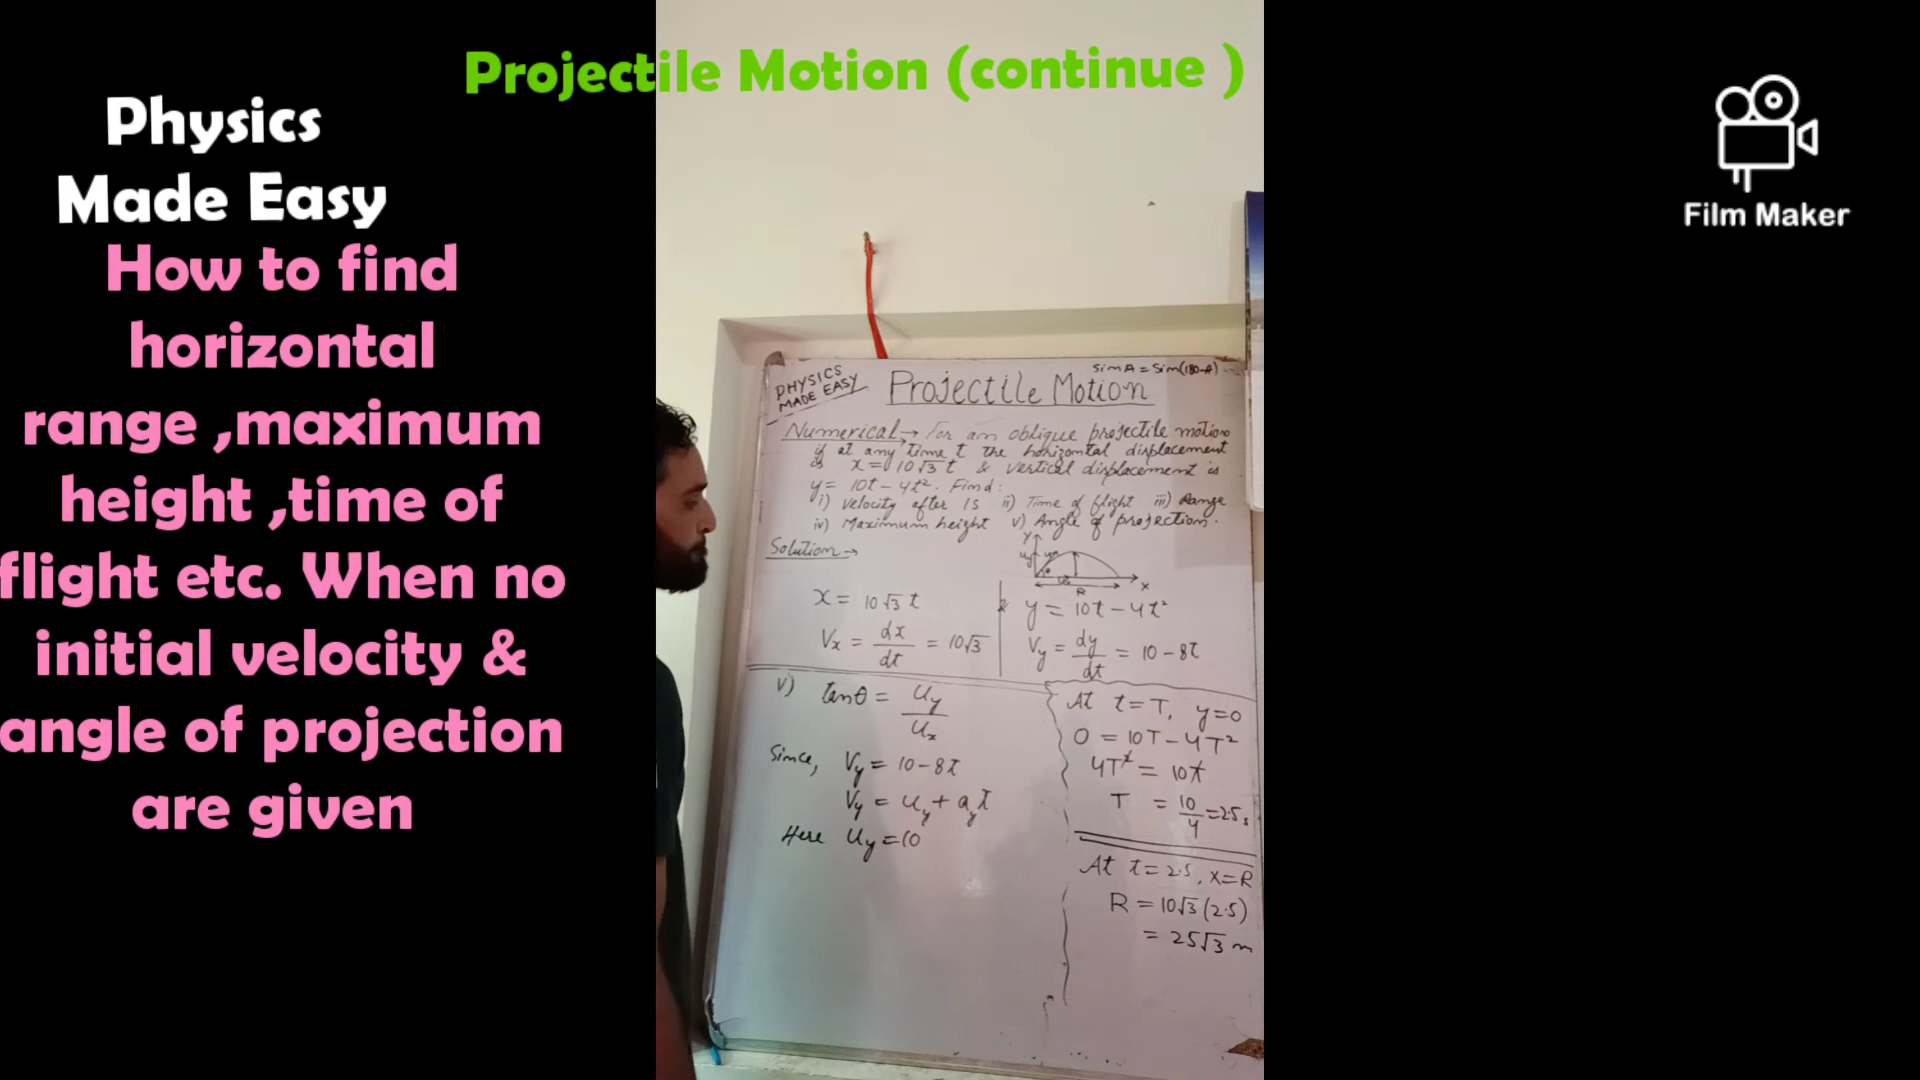 Projectile Motion (continue )
Physics
Made Easy
How to find
horizontal
range ,maximum
height ,time of
flight etc. When no
initial velocity &
angle of projection
are given
Film Maker
PHYSICS
MADE EASY
Projectile Motion
SinA = Sin(180-A)
Numerical → For an oblique projectile motion
if at any time t the horizontal displacement
is x = 10√3 t & vertical displacement is
y = 10t - 4t². Find:
i) Velocity after 1s ii) Time of flight iii) Range
iv) Maximum height v) Angle of projection.
Solution →
Y
X
R
x = 10√3 t
Vx = dx/dt = 10√3
& y = 10t - 4t²
Vy = dy/dt = 10 - 8t
v) tanθ = Uy/Ux
Since, Vy = 10 - 8t
Vy = Uy + ayt
Here Uy = 10
At t = T, y = 0
0 = 10T - 4T²
4T² = 10T
T = 10/4 = 2.5 s
At t = 2.5, x = R
R = 10√3 (2.5)
= 25√3 m